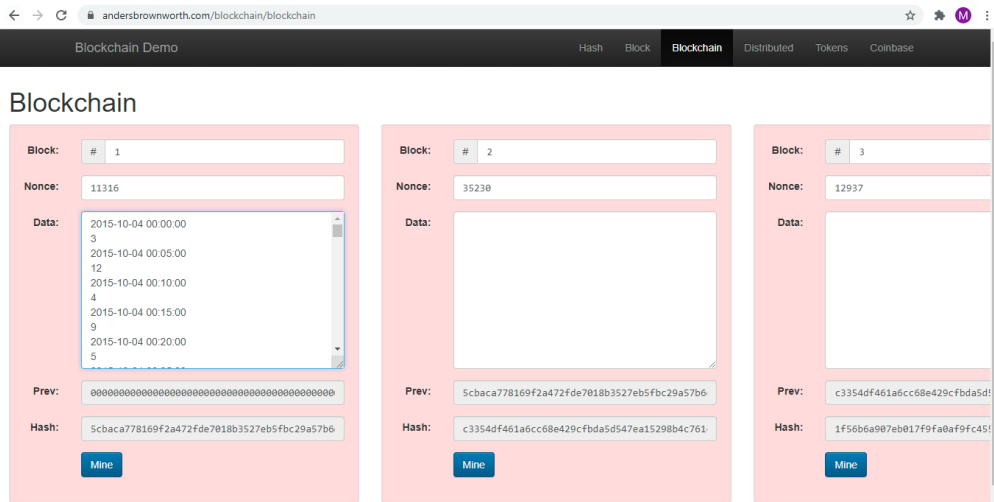 andersbrownworth.com/blockchain/blockchain
M
Blockchain Demo
Hash Block Blockchain Distributed Tokens Coinbase
Blockchain
Block: # 1
Nonce: 11316
Data: 2015-10-04 00:00:00
3
2015-10-04 00:05:00
12
2015-10-04 00:10:00
4
2015-10-04 00:15:00
9
2015-10-04 00:20:00
5
Prev: 0000000000000000000000000000000000000000000
Hash: 5cbaca778169f2a472fde7018b3527eb5fbc29a57b6
Mine
Block: # 2
Nonce: 35230
Data:
Prev: 5cbaca778169f2a472fde7018b3527eb5fbc29a57b6
Hash: c3354df461a6cc68e429cfbda5d547ea15298b4c761
Mine
Block: # 3
Nonce: 12937
Data:
Prev: c3354df461a6cc68e429cfbda5d5
Hash: 1f56b6a907eb017f9fa0af9fc455
Mine